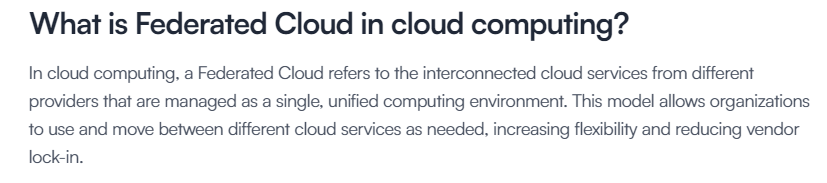 What is Federated Cloud in cloud computing?
In cloud computing, a Federated Cloud refers to the interconnected cloud services from different
providers that are managed as a single, unified computing environment. This model allows organizations
to use and move between different cloud services as needed, increasing flexibility and reducing vendor
lock-in.